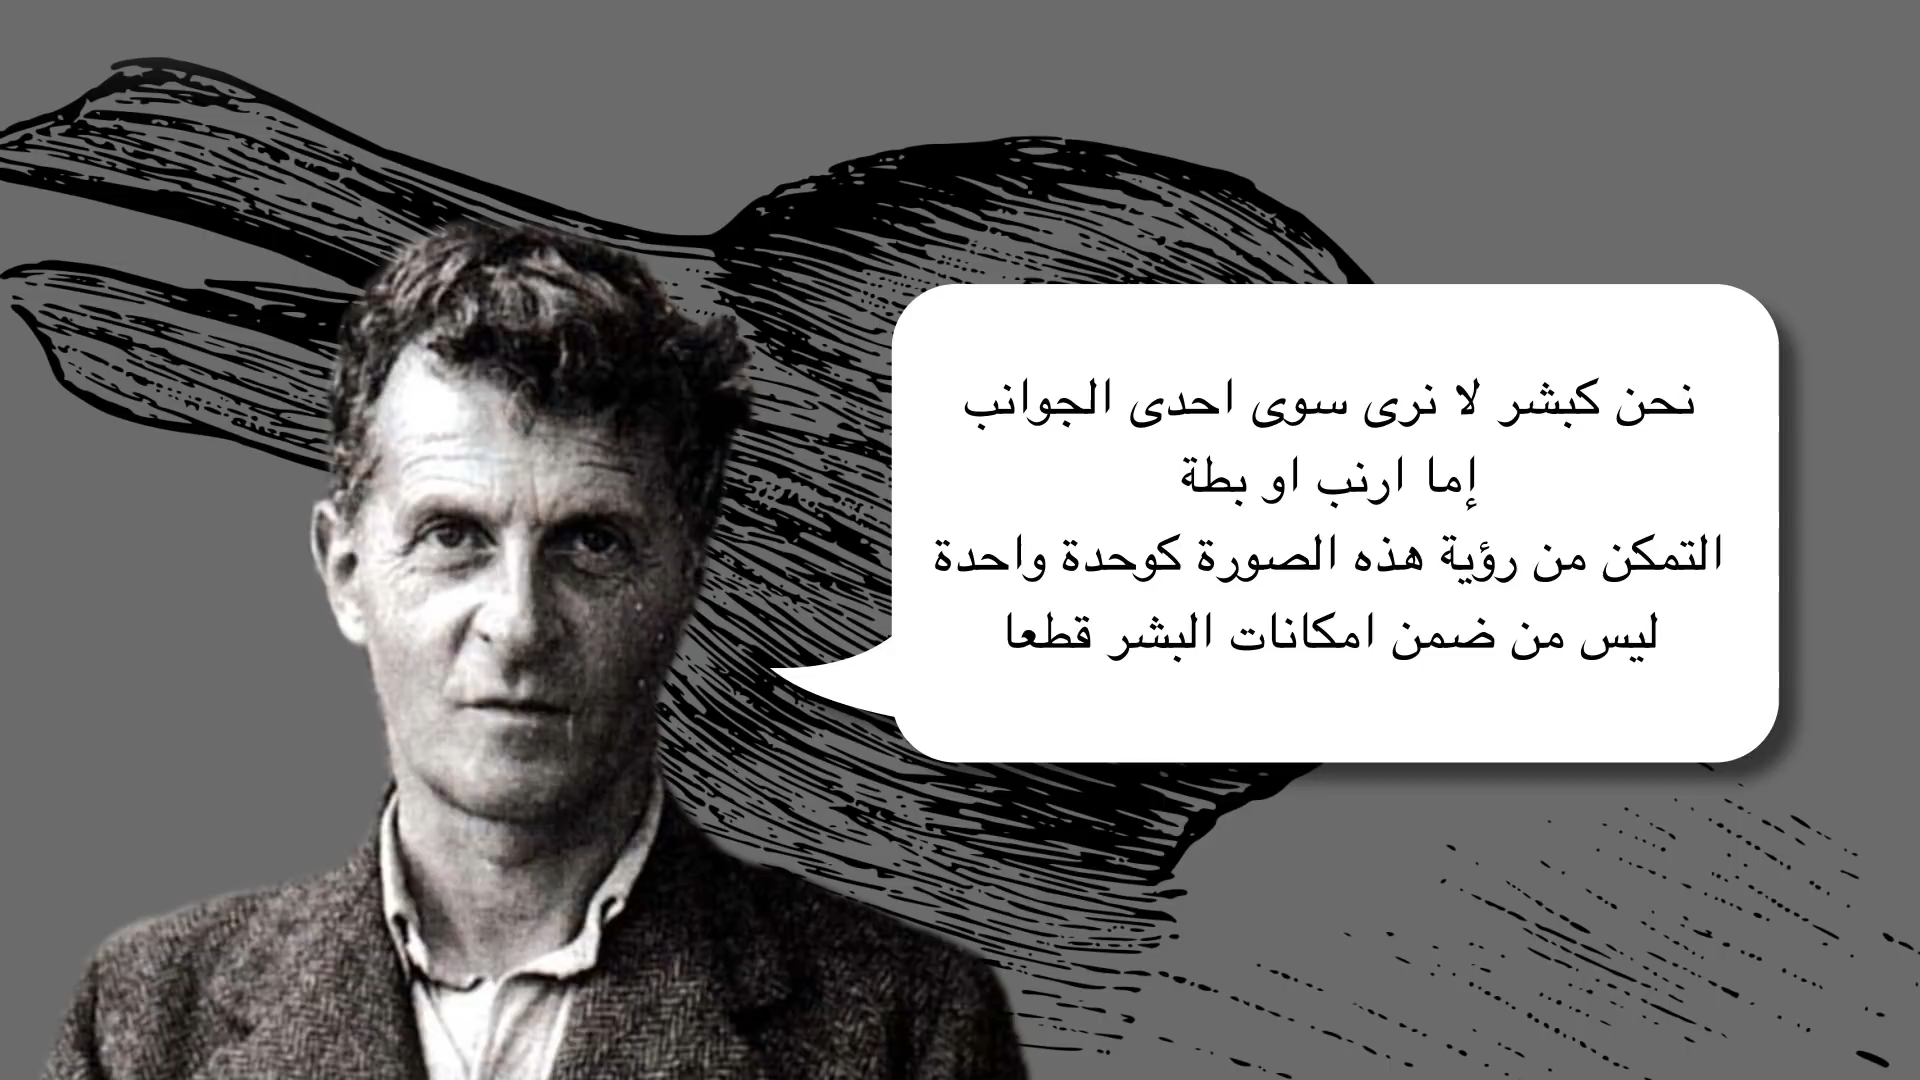 نحن كبشر لا نرى سوى احدى الجوانب
إما ارنب او بطة
التمكن من رؤية هذه الصورة كوحدة واحدة
ليس من ضمن امكانات البشر قطعا